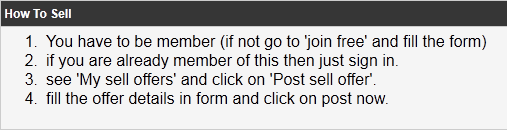 How To Sell
1. You have to be member (if not go to 'join free' and fill the form)
2. if you are already member of this then just sign in.
3. see 'My sell offers' and click on 'Post sell offer'.
4. fill the offer details in form and click on post now.